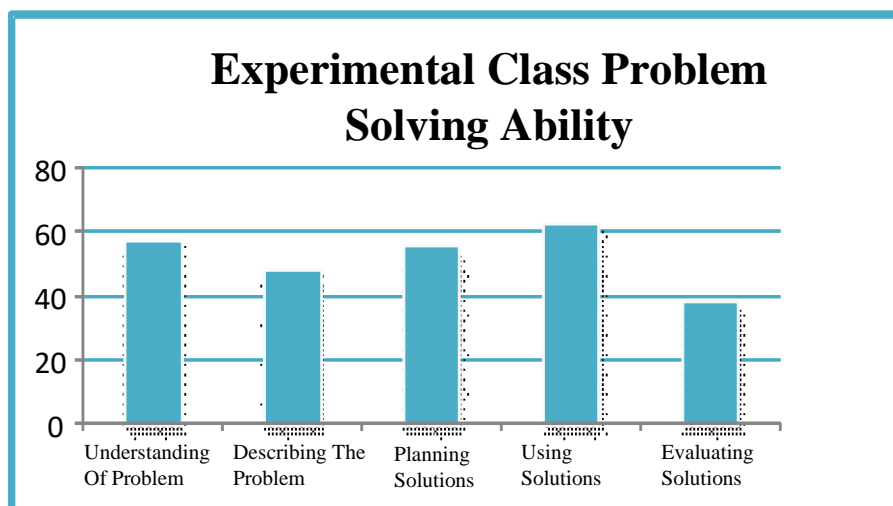 Experimental Class Problem
Solving Ability
80
60
40
20
0
Understanding
Of Problem
Describing The
Problem
Planning
Solutions
Using
Solutions
Evaluating
Solutions